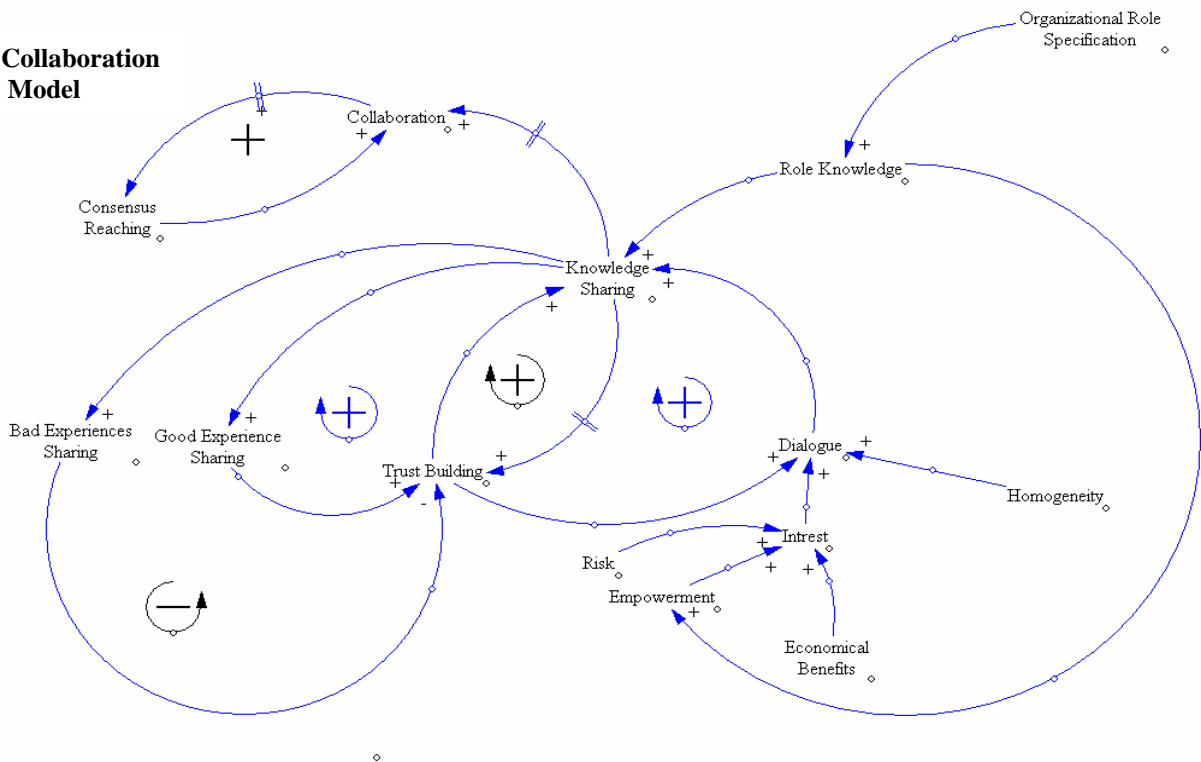 Organizational Role
Specification
Collaboration
Model
Collaboration
Role Knowledge
Consensus
Reaching
Knowledge
Sharing
Bad Experiences
Sharing
Good Experience
Sharing
Trust Building
Dialogue
Homogeneity
Intrest
Risk
Empowerment
Economical
Benefits